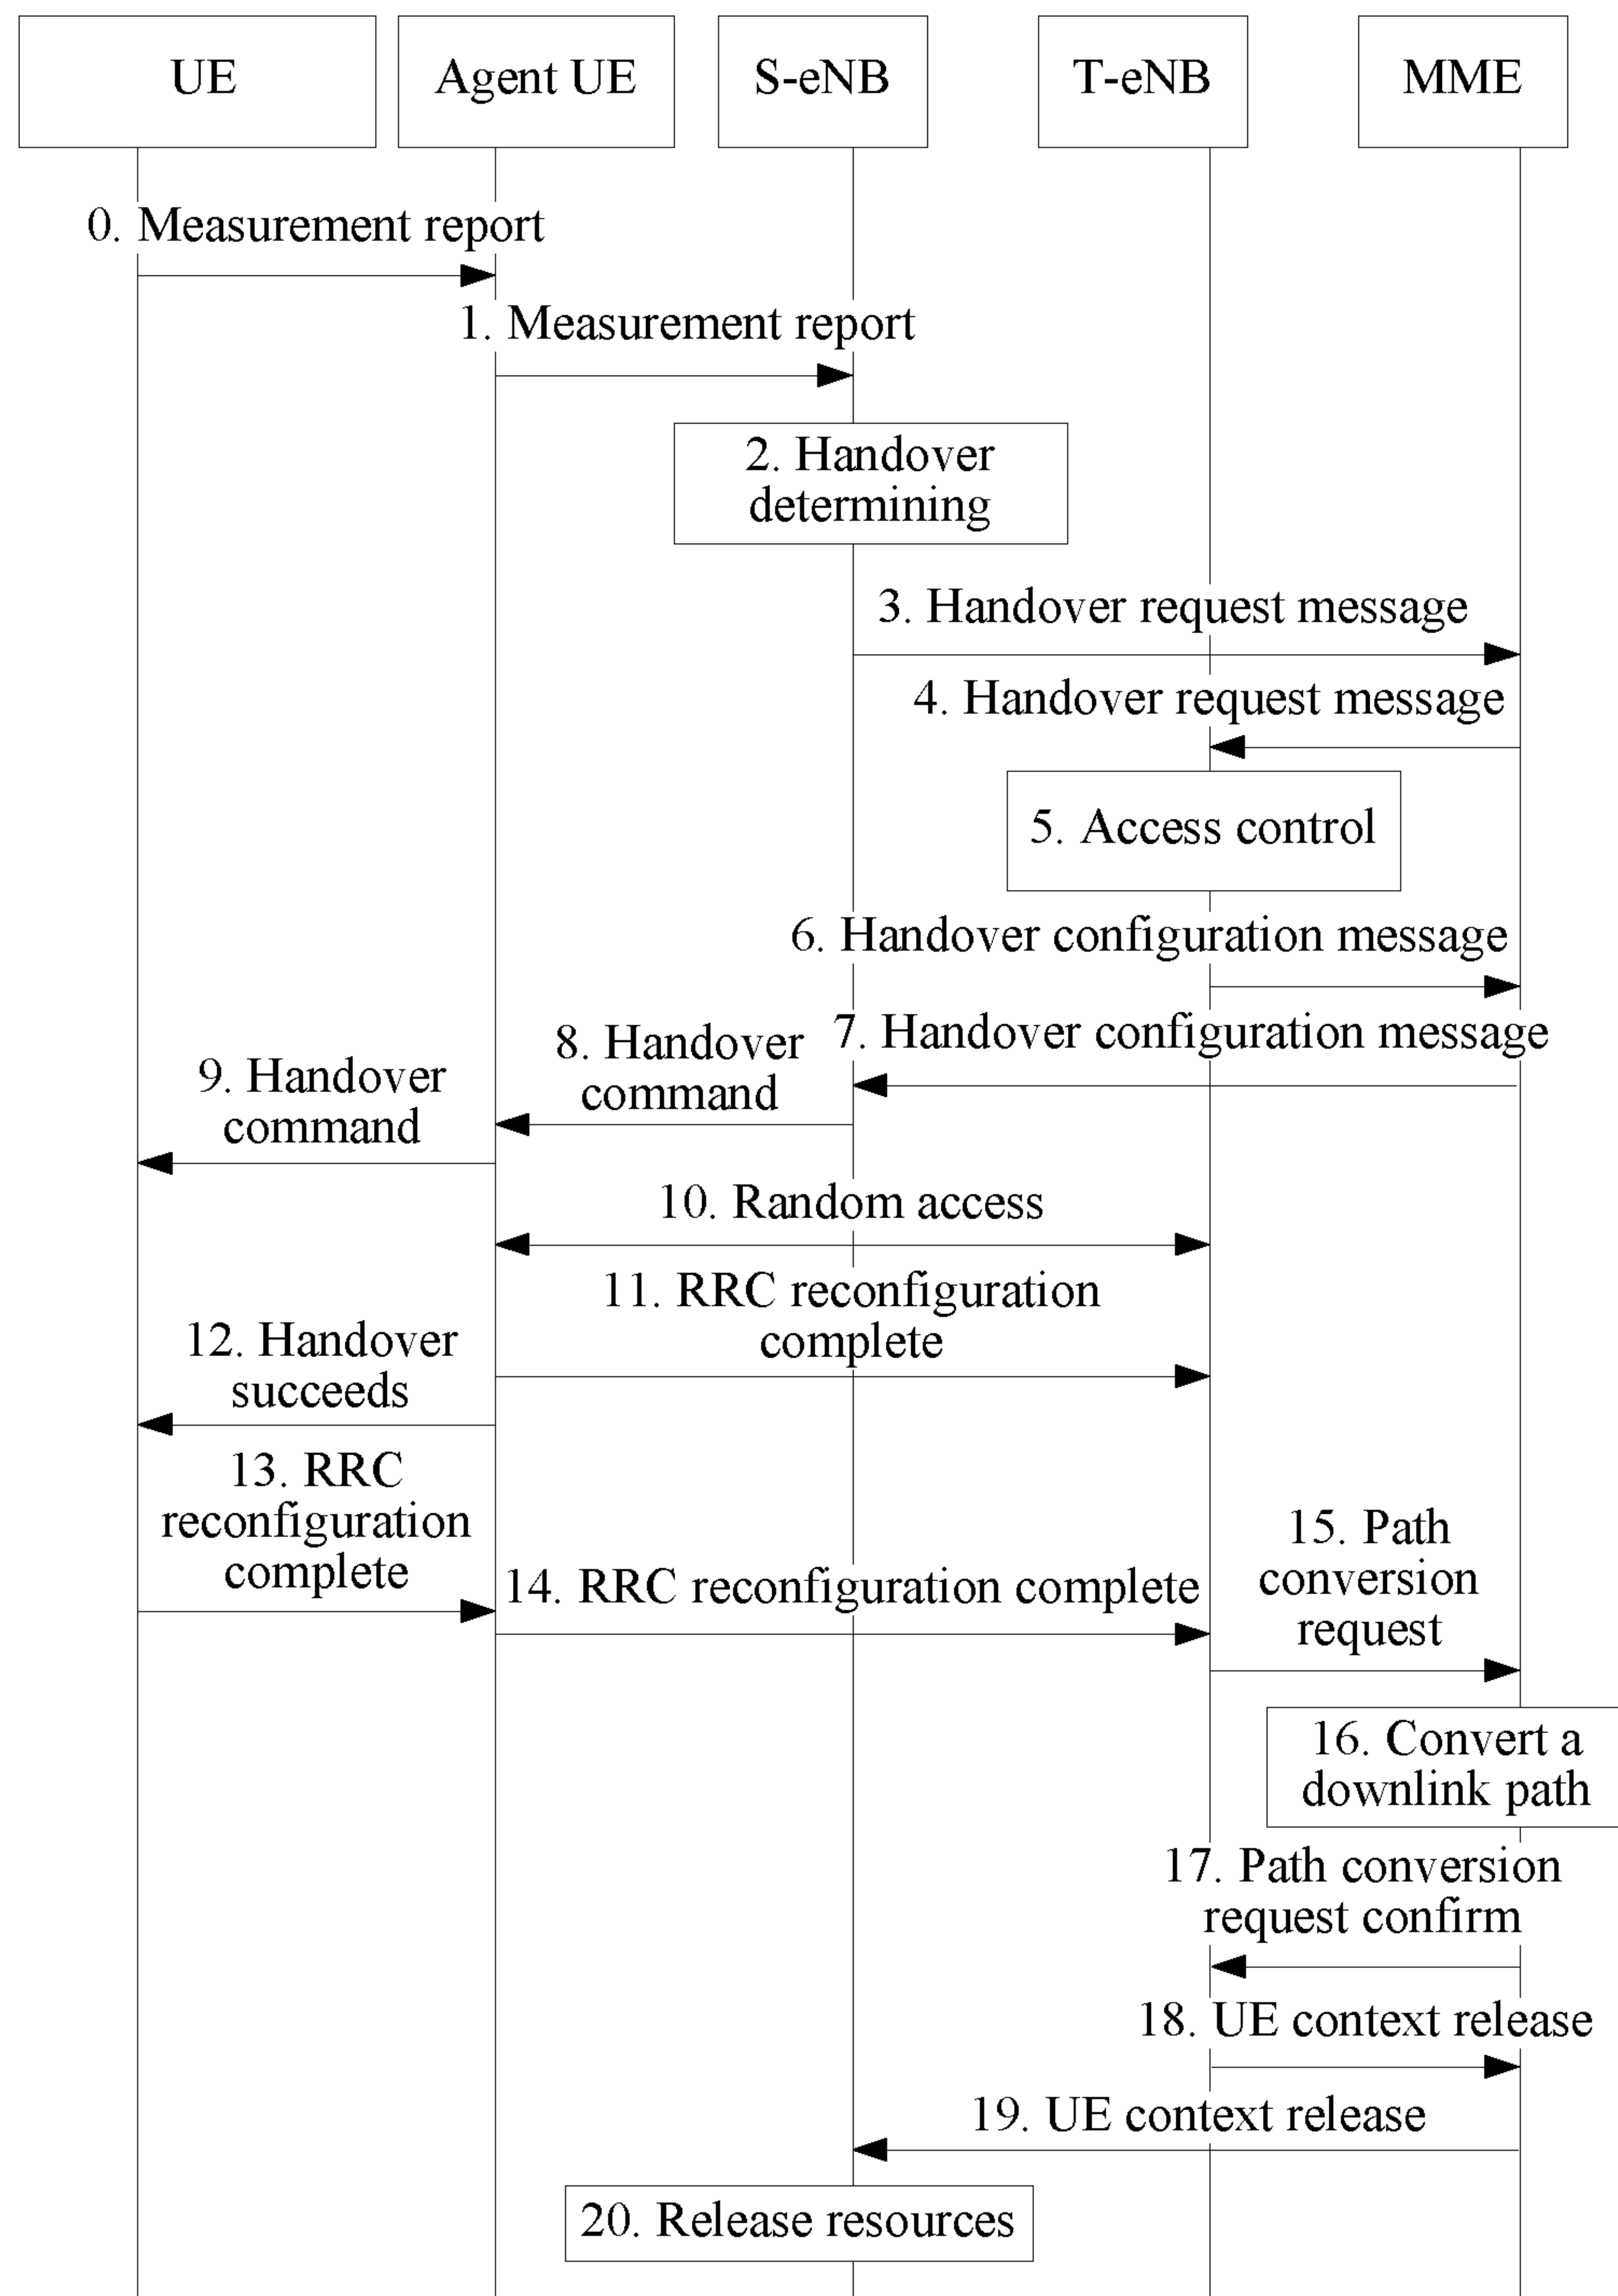 UE
Agent UE
S-eNB
T-eNB
MME
0. Measurement report
1. Measurement report
2. Handover
determining
3. Handover request message
4. Handover request message
5. Access control
6. Handover configuration message
7. Handover configuration message
8. Handover
command
9. Handover
command
10. Random access
11. RRC reconfiguration
complete
12. Handover
succeeds
13. RRC
reconfiguration
complete
14. RRC reconfiguration complete
15. Path
conversion
request
16. Convert a
downlink path
17. Path conversion
request confirm
18. UE context release
19. UE context release
20. Release resources